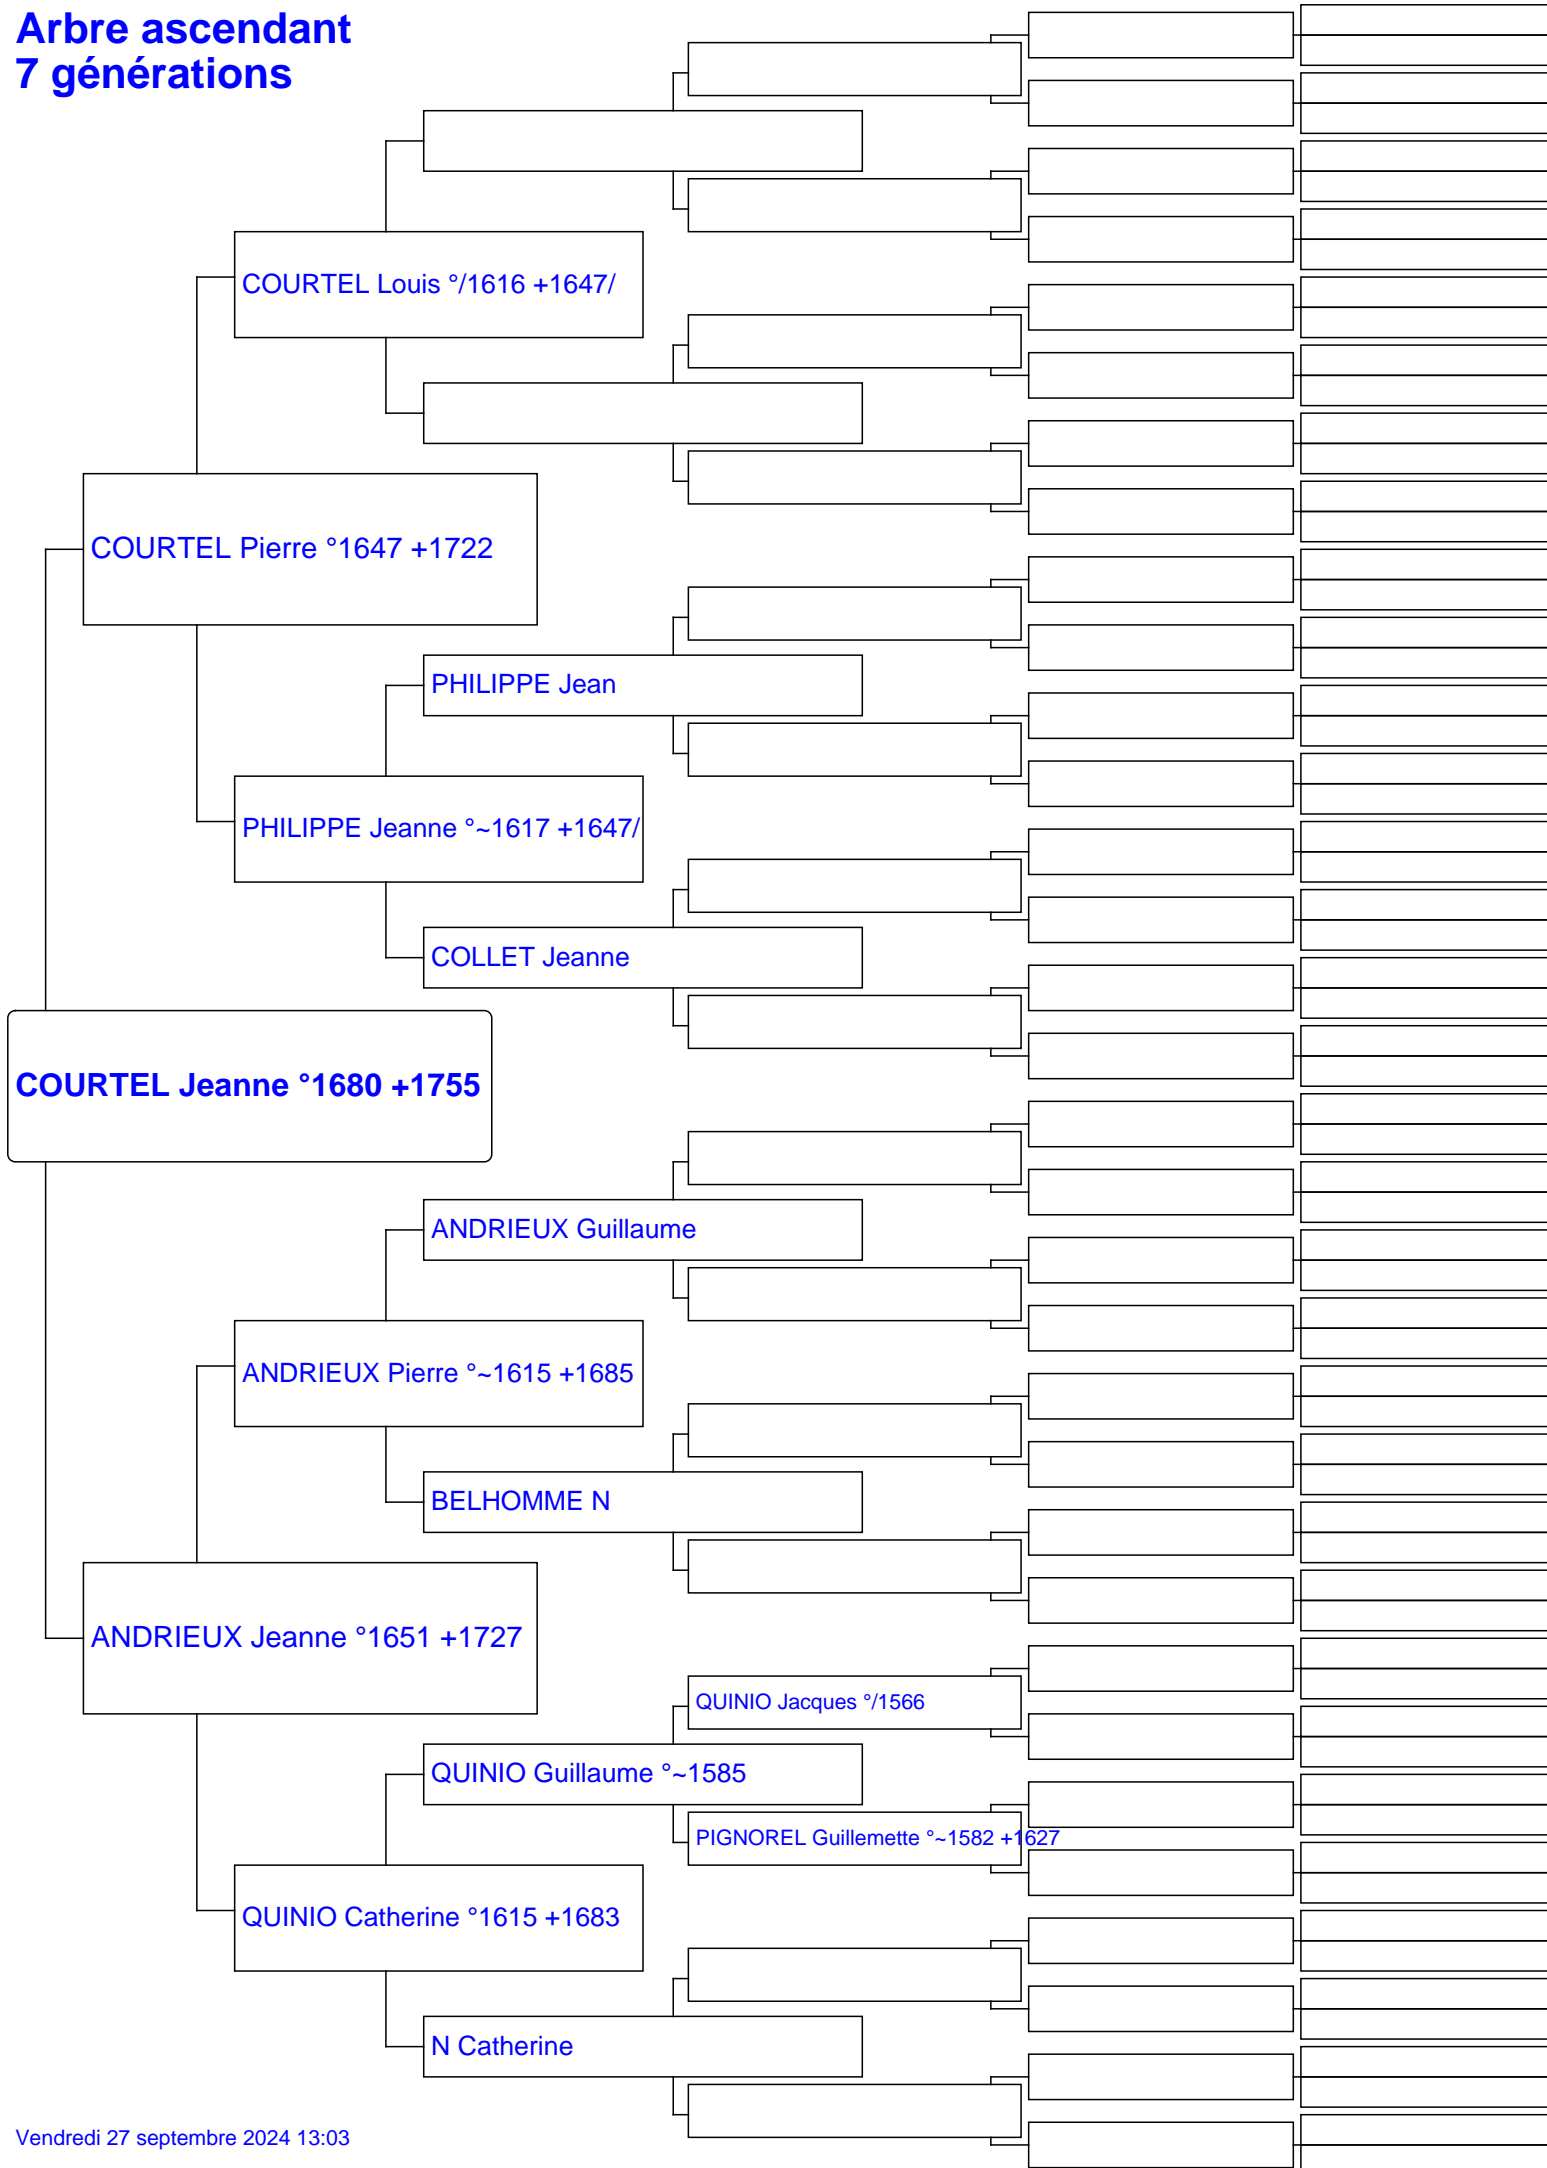 Arbre ascendant
7 générations
COURTEL Louis °/1616 +1647/
COURTEL Pierre °1647 +1722
PHILIPPE Jean
PHILIPPE Jeanne °~1617 +1647/
COLLET Jeanne
COURTEL Jeanne °1680 +1755
ANDRIEUX Guillaume
ANDRIEUX Pierre °~1615 +1685
BELHOMME N
ANDRIEUX Jeanne °1651 +1727
QUINIO Jacques °/1566
QUINIO Guillaume °~1585
PIGNOREL Guillemette °~1582 +1627
QUINIO Catherine °1615 +1683
N Catherine
Vendredi 27 septembre 2024 13:03